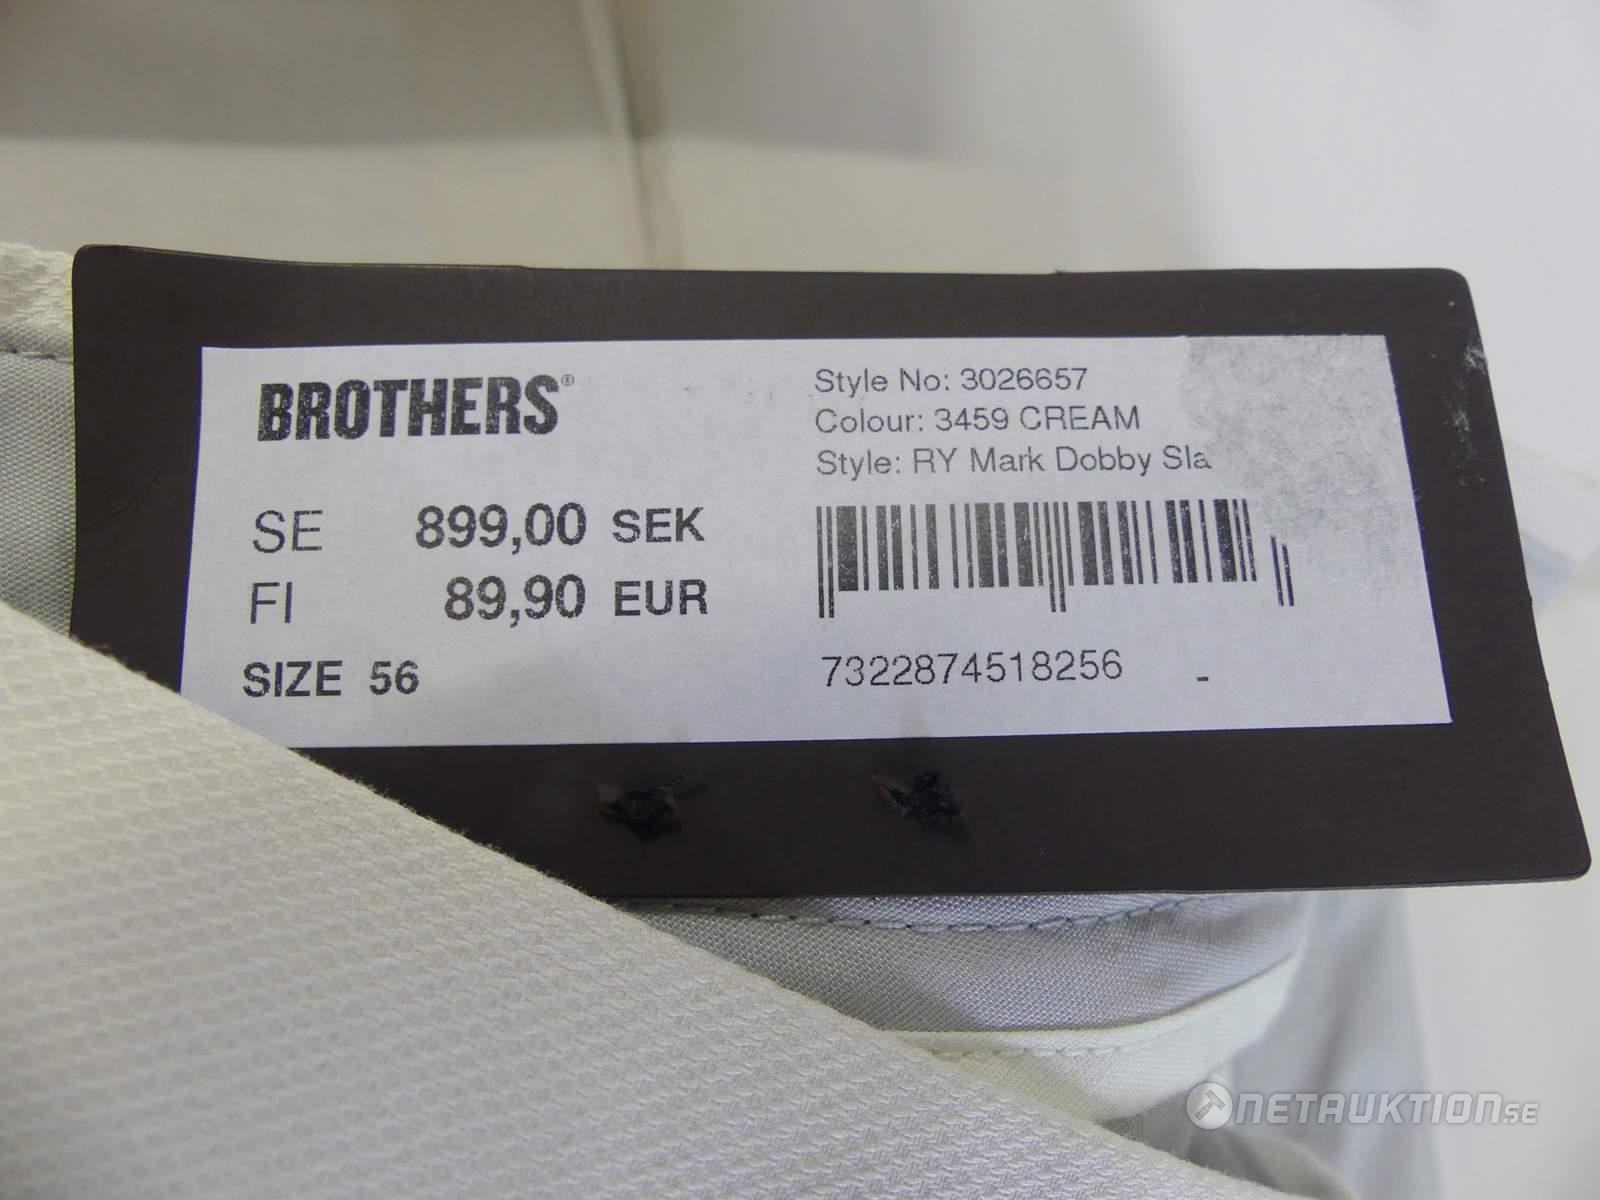 BROTHERS®
Style No: 3026657
Colour: 3459 CREAM
Style: RY Mark Dobby Sla
SE 899,00 SEK
FI 89,90 EUR
SIZE 56
7322874518256 -
NETAUKTION.SE